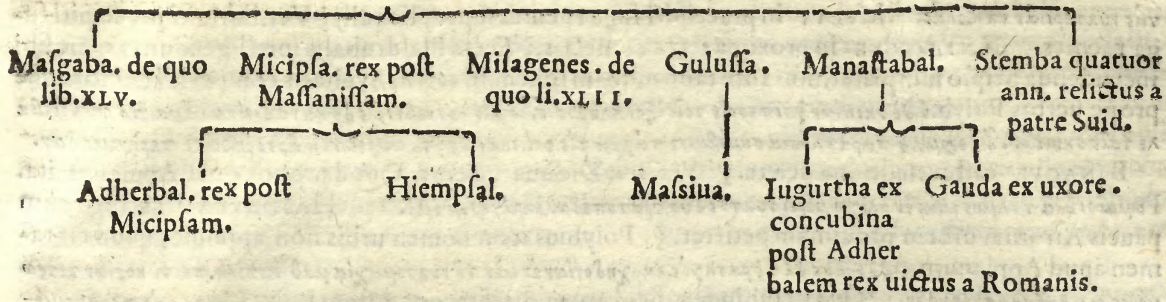 Maſgaba. de quo
lib. XLV.
Micipſa. rex poſt
Maſſaniſſam.
Miſagenes. de
quo li. XLII.
Guluſſa.
Manaſtabal.
Stemba quatuor
ann. relictus a
patre Suid.
Adherbal. rex poſt
Micipſam.
Hiempſal.
Maſsiua.
Iugurtha ex
concubina
poſt Adher
balem rex uictus a Romanis.
Gauda ex uxore.